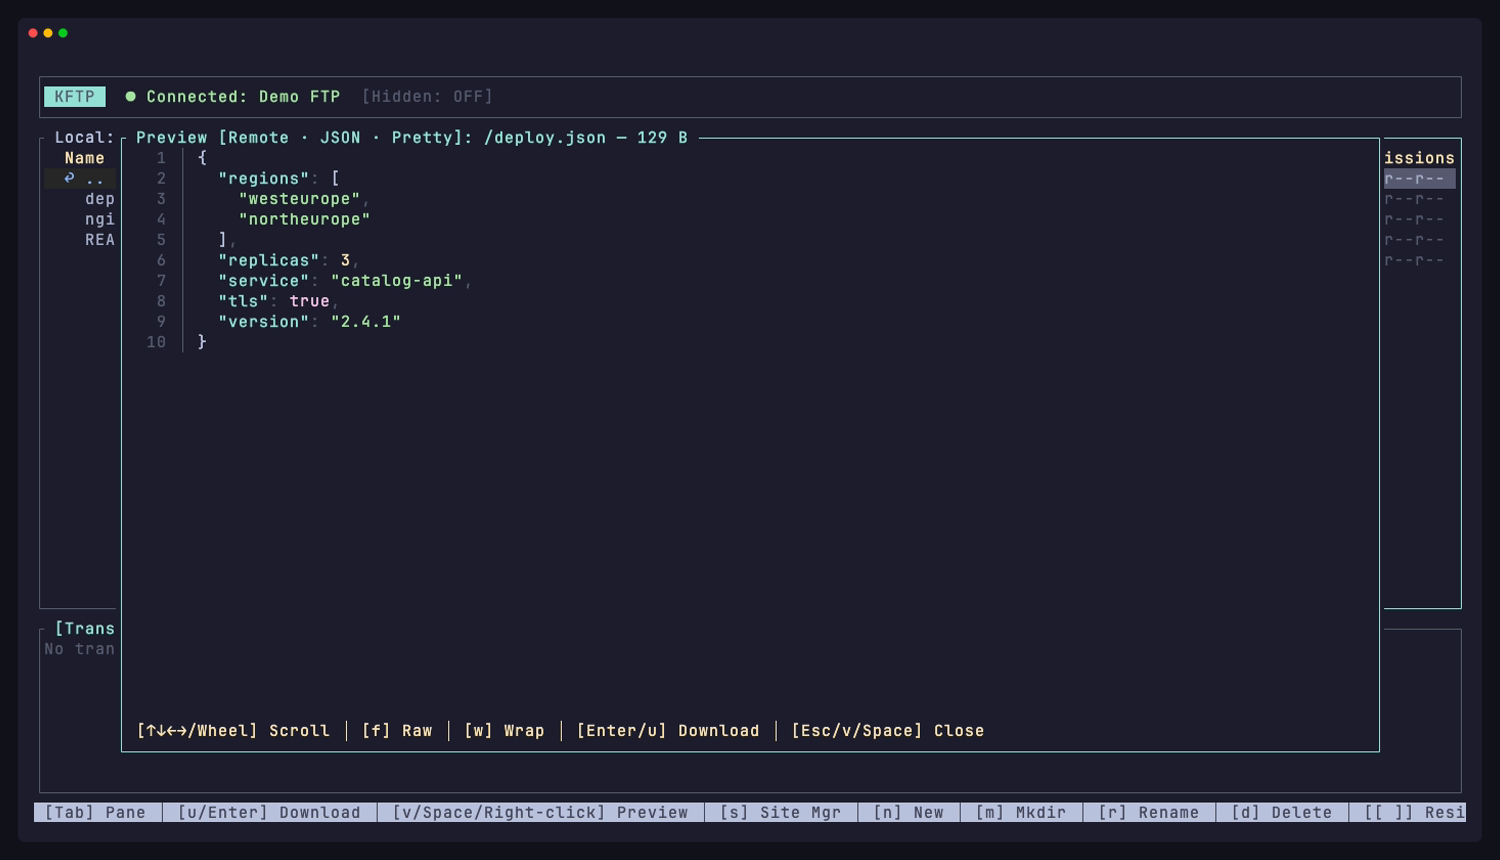 KFTP ● Connected: Demo FTP [Hidden: OFF]
Local:
Preview [Remote · JSON · Pretty]: /deploy.json — 129 B
Name
issions
↩ ..
r--r--
dep
r--r--
ngi
r--r--
REA
r--r--
r--r--
1 {
2 "regions": [
3 "westeurope",
4 "northeurope"
5 ],
6 "replicas": 3,
7 "service": "catalog-api",
8 "tls": true,
9 "version": "2.4.1"
10 }
[Trans
No tran
[↑↓←→/Wheel] Scroll │ [f] Raw │ [w] Wrap │ [Enter/u] Download │ [Esc/v/Space] Close
[Tab] Pane │ [u/Enter] Download │ [v/Space/Right-click] Preview │ [s] Site Mgr │ [n] New │ [m] Mkdir │ [r] Rename │ [d] Delete │ [[ ]] Resi